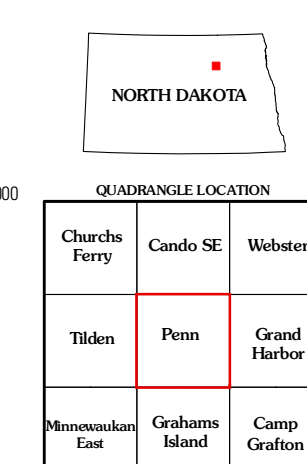 NORTH DAKOTA
000
QUADRANGLE LOCATION
Churchs Ferry
Cando SE
Webster
Tilden
Penn
Grand Harbor
Minnewaukan East
Grahams Island
Camp Grafton